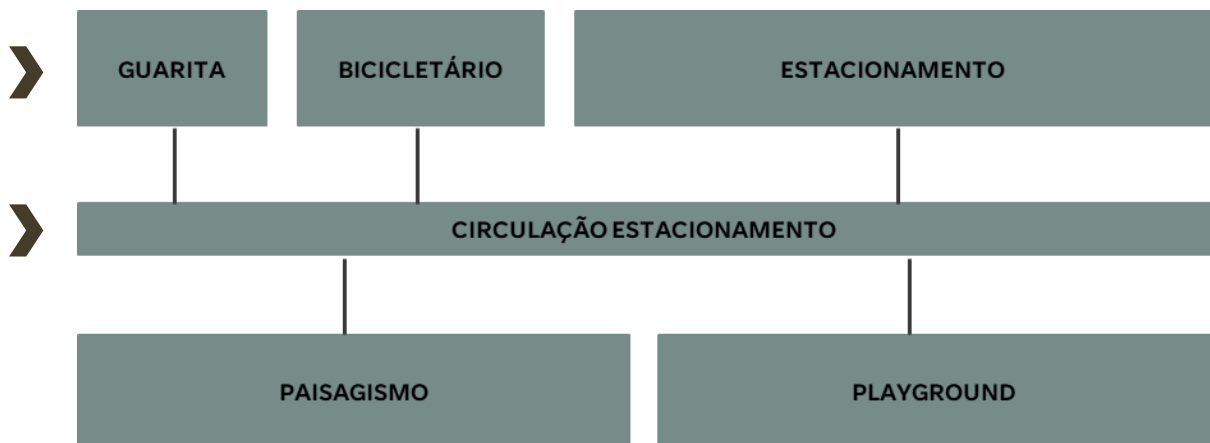 GUARITA
BICICLETÁRIO
ESTACIONAMENTO
CIRCULAÇÃO ESTACIONAMENTO
PAISAGISMO
PLAYGROUND